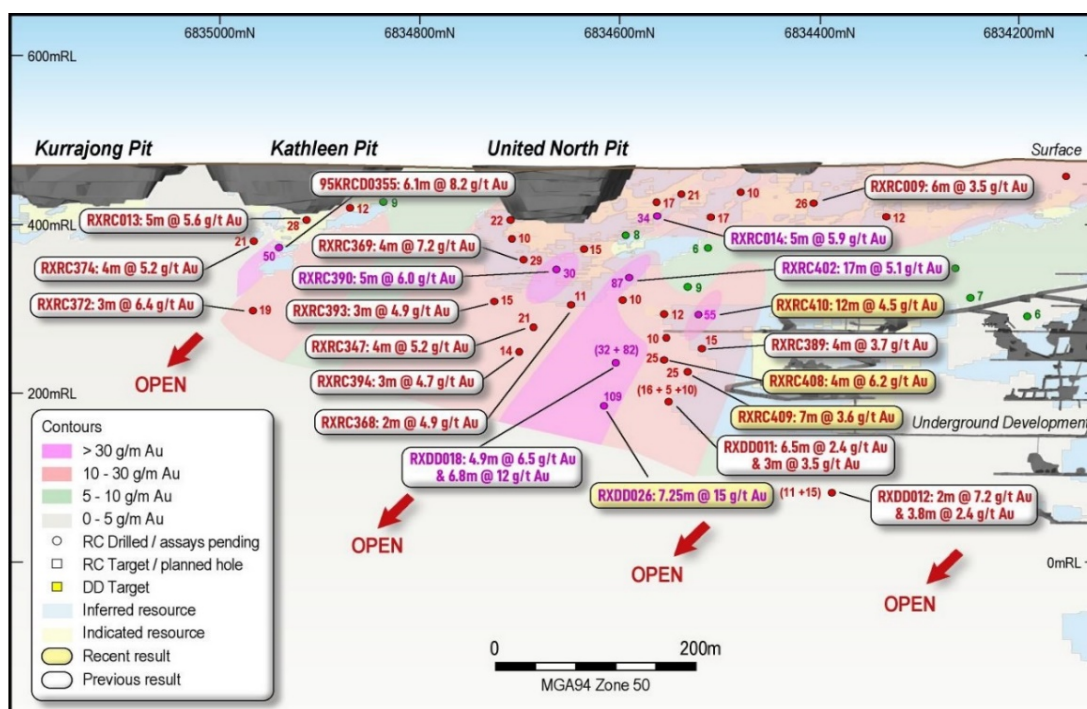 6835000mN
6834800mN
6834600mN
6834400mN
6834200mN
600mRL
Kurrajong Pit
Kathleen Pit
United North Pit
Surface
95KRCD0355: 6.1m @ 8.2 g/t Au
9
17
21
10
26
RXRC009: 6m @ 3.5 g/t Au
RXRC013: 5m @ 5.6 g/t Au
28
12
400mRL
22
34
17
12
21
10
8
6
RXRC014: 5m @ 5.9 g/t Au
RXRC369: 4m @ 7.2 g/t Au
29
15
50
RXRC374: 4m @ 5.2 g/t Au
RXRC390: 5m @ 6.0 g/t Au
30
87
9
RXRC402: 17m @ 5.1 g/t Au
7
RXRC372: 3m @ 6.4 g/t Au
19
RXRC393: 3m @ 4.9 g/t Au
15
11
10
12
55
RXRC410: 12m @ 4.5 g/t Au
6
RXRC347: 4m @ 5.2 g/t Au
21
10
15
RXRC389: 4m @ 3.7 g/t Au
RXRC394: 3m @ 4.7 g/t Au
14
(32 + 82)
25
25
RXRC408: 4m @ 6.2 g/t Au
OPEN
200mRL
109
(16 + 5 +10)
RXRC409: 7m @ 3.6 g/t Au
RXRC368: 2m @ 4.9 g/t Au
Underground Development
RXDD018: 4.9m @ 6.5 g/t Au
& 6.8m @ 12 g/t Au
RXDD011: 6.5m @ 2.4 g/t Au
& 3m @ 3.5 g/t Au
RXDD026: 7.25m @ 15 g/t Au
(11 +15)
RXDD012: 2m @ 7.2 g/t Au
& 3.8m @ 2.4 g/t Au
OPEN
OPEN
OPEN
0mRL
Contours
> 30 g/m Au
10 - 30 g/m Au
5 - 10 g/m Au
0 - 5 g/m Au
RC Drilled / assays pending
RC Target / planned hole
DD Target
Inferred resource
Indicated resource
Recent result
Previous result
0
200m
MGA94 Zone 50